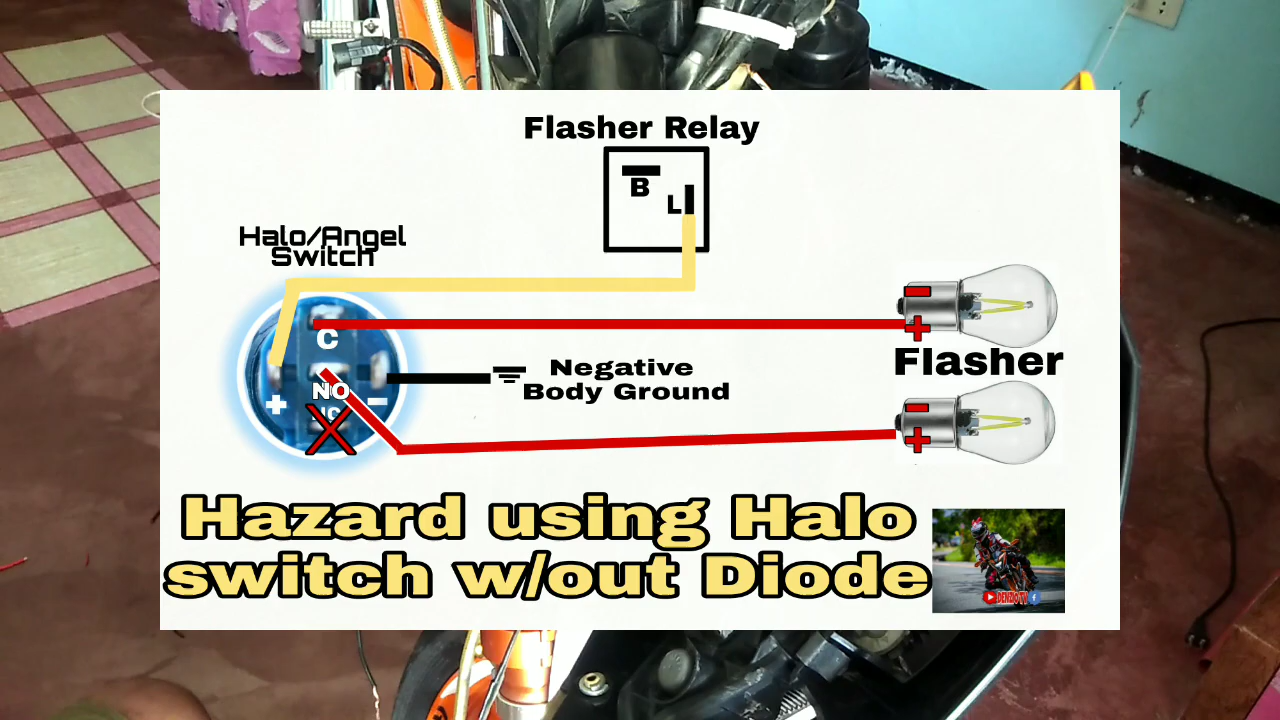 Flasher Relay
B
L
Halo/Angel
Switch
C
Negative
Body Ground
NO
+
−
Flasher
−
+
−
+
Hazard using Halo
switch w/out Diode